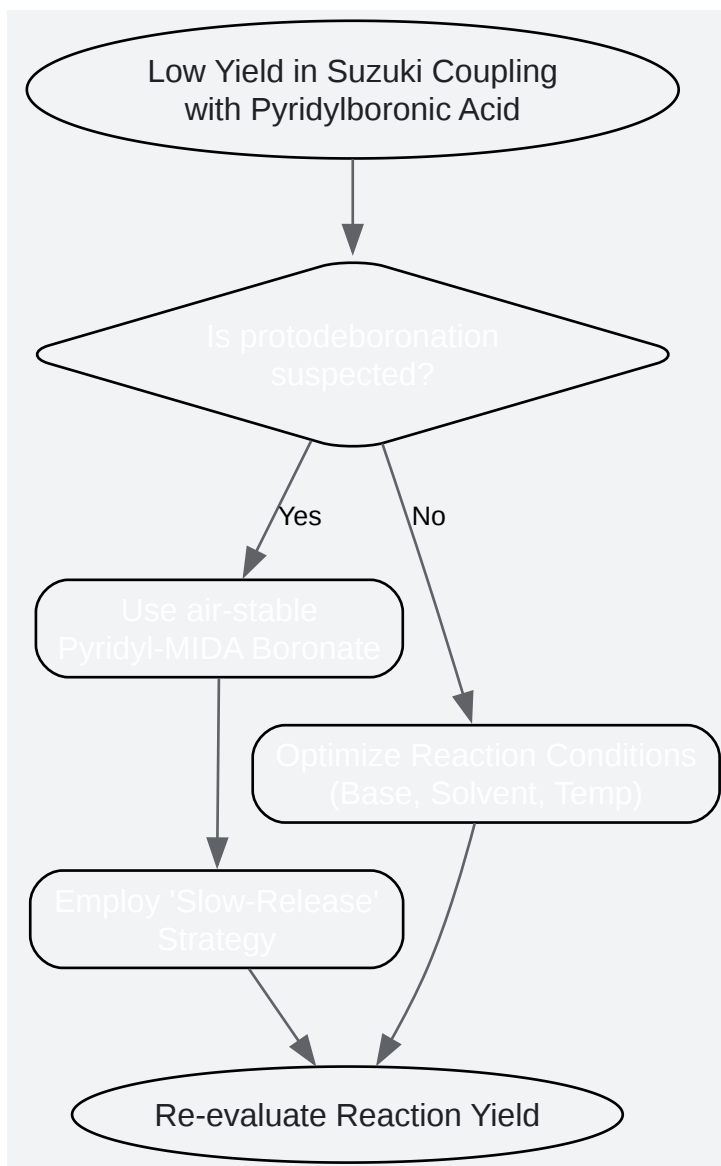 Low Yield in Suzuki Coupling
with Pyridylboronic Acid
Is protodeboronation
suspected?
Yes
No
Use air-stable
Pyridyl-MIDA Boronate
Optimize Reaction Conditions
(Base, Solvent, Temp)
Employ 'Slow-Release'
Strategy
Re-evaluate Reaction Yield